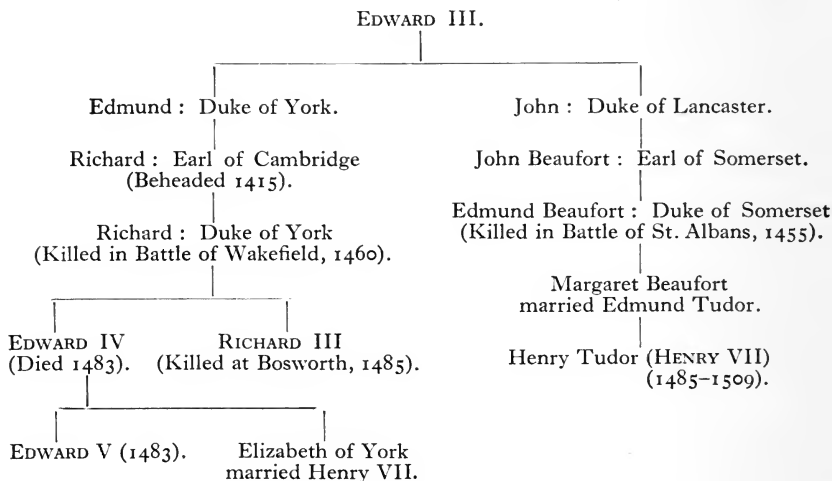 EDWARD III.
Edmund : Duke of York.
John : Duke of Lancaster.
Richard : Earl of Cambridge
(Beheaded 1415).
John Beaufort : Earl of Somerset.
Richard : Duke of York
(Killed in Battle of Wakefield, 1460).
Edmund Beaufort : Duke of Somerset
(Killed in Battle of St. Albans, 1455).
Margaret Beaufort
married Edmund Tudor.
EDWARD IV
(Died 1483).
RICHARD III
(Killed at Bosworth, 1485).
Henry Tudor (HENRY VII)
(1485–1509).
EDWARD V (1483).
Elizabeth of York
married Henry VII.